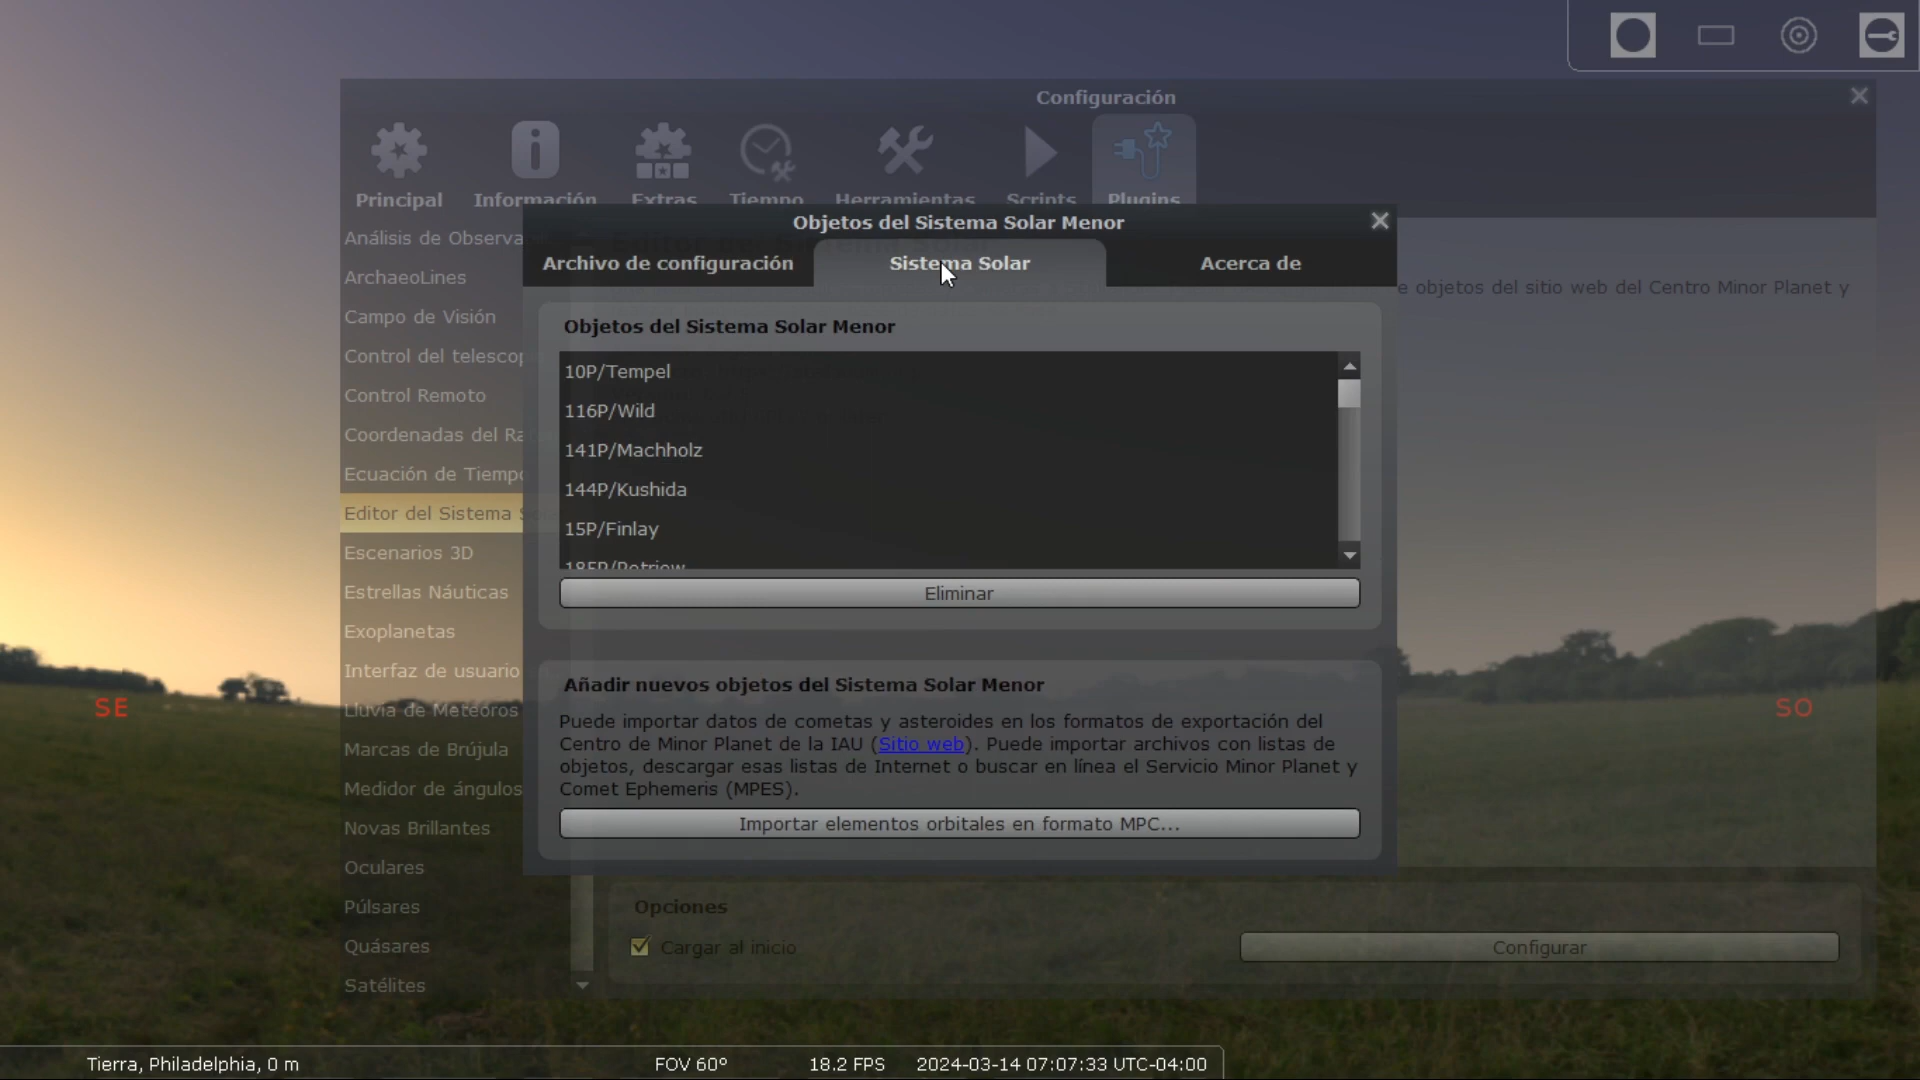 Configuración
Principal
Información
Extras
Tiempo
Herramientas
Scripts
Plugins
Objetos del Sistema Solar Menor
Archivo de configuración
Sistema Solar
Acerca de
Análisis de Observa
ArchaeoLines
Campo de Visión
Control del telescop
Control Remoto
Coordenadas del Ra
Ecuación de Tiempo
Editor del Sistema S
Escenarios 3D
Estrellas Náuticas
Exoplanetas
Interfaz de usuario
Lluvia de Meteoros
Marcas de Brújula
Medidor de ángulos
Novas Brillantes
Oculares
Púlsares
Quásares
Satélites
e objetos del sitio web del Centro Minor Planet y
Objetos del Sistema Solar Menor
10P/Tempel
116P/Wild
141P/Machholz
144P/Kushida
15P/Finlay
185P/Petriew
Eliminar
Añadir nuevos objetos del Sistema Solar Menor
Puede importar datos de cometas y asteroides en los formatos de exportación del
Centro de Minor Planet de la IAU (Sitio web). Puede importar archivos con listas de
objetos, descargar esas listas de Internet o buscar en línea el Servicio Minor Planet y
Comet Ephemeris (MPES).
Importar elementos orbitales en formato MPC...
Opciones
Cargar al inicio
Configurar
SE
SO
Tierra, Philadelphia, 0 m
FOV 60°
18.2 FPS
2024-03-14 07:07:33 UTC-04:00